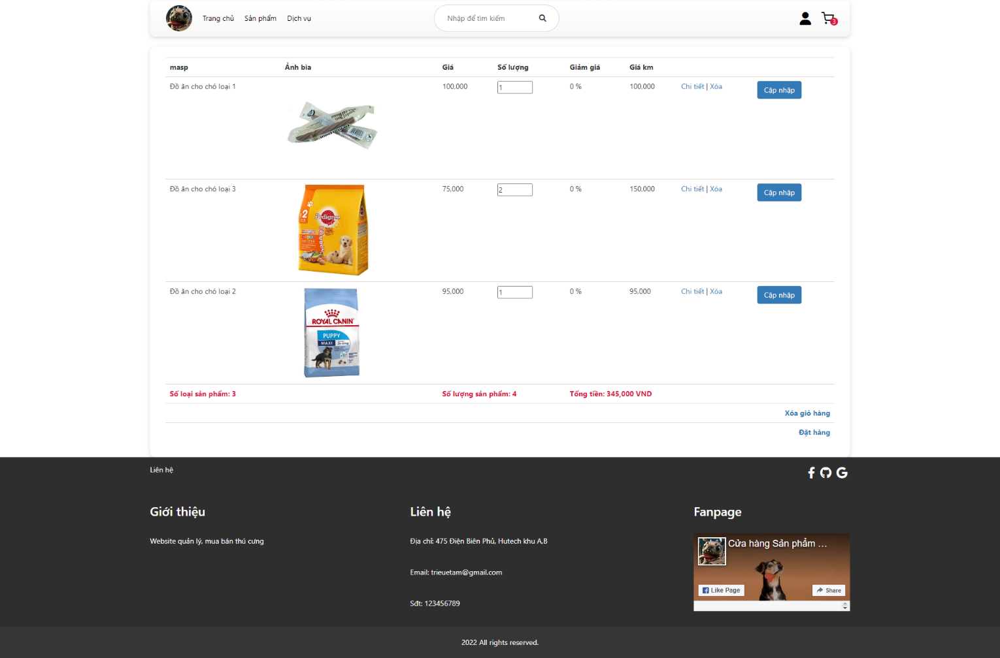 Trang chủ Sản phẩm Dịch vụ Nhập để tìm kiếm 3
masp Ảnh bìa Giá Số lượng Giảm giá Giá km
Đồ ăn cho chó loại 1 100,000 1 0 % 100,000 Chi tiết | Xóa Cập nhập
Đồ ăn cho chó loại 3 75,000 2 0 % 150,000 Chi tiết | Xóa Cập nhập
2
Pedigree
Đồ ăn cho chó loại 2 95,000 1 0 % 95,000 Chi tiết | Xóa Cập nhập
ROYAL CANIN
PUPPY
MAXI
Số loại sản phẩm: 3 Số lượng sản phẩm: 4 Tổng tiền: 345,000 VND
Xóa giỏ hàng
Đặt hàng
Liên hệ
Giới thiệu Liên hệ Fanpage
Website quản lý, mua bán thú cưng Địa chỉ: 475 Điện Biên Phủ, Hutech khu A,B Cửa hàng Sản phẩm ...
Email: trieuetam@gmail.com
Like Page Share
Sđt: 123456789
2022 All rights reserved.